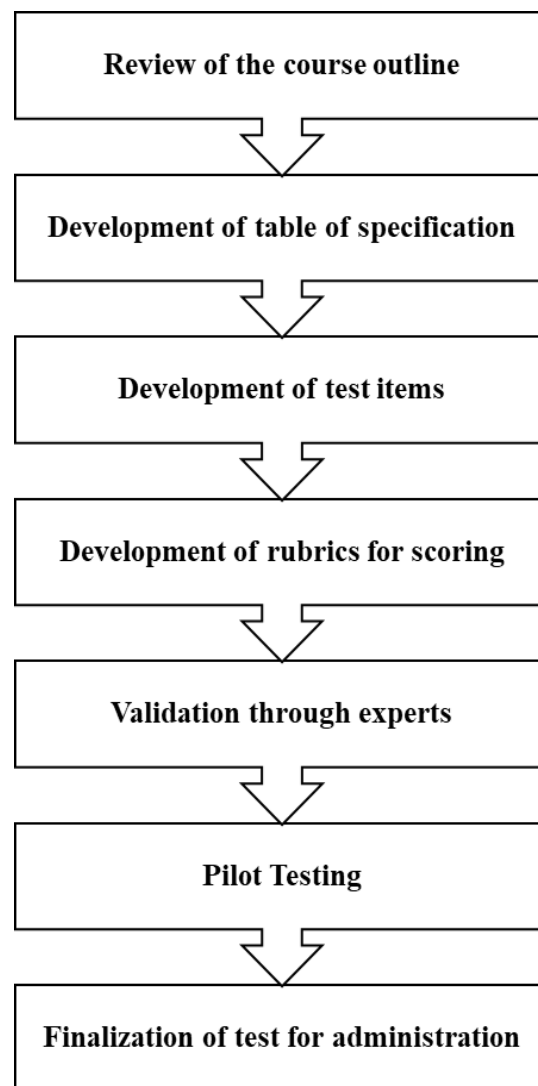 Review of the course outline
Development of table of specification
Development of test items
Development of rubrics for scoring
Validation through experts
Pilot Testing
Finalization of test for administration